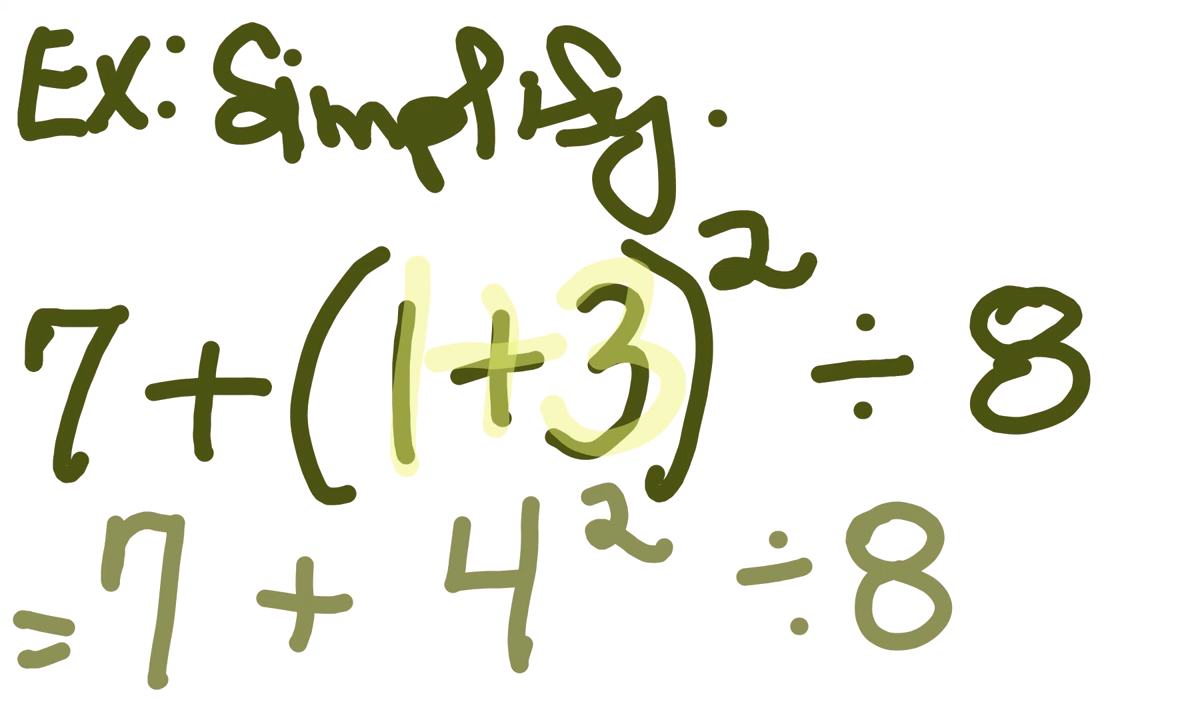 Ex: Simplify.
7 + (1+3)² ÷ 8
= 7 + 4² ÷ 8